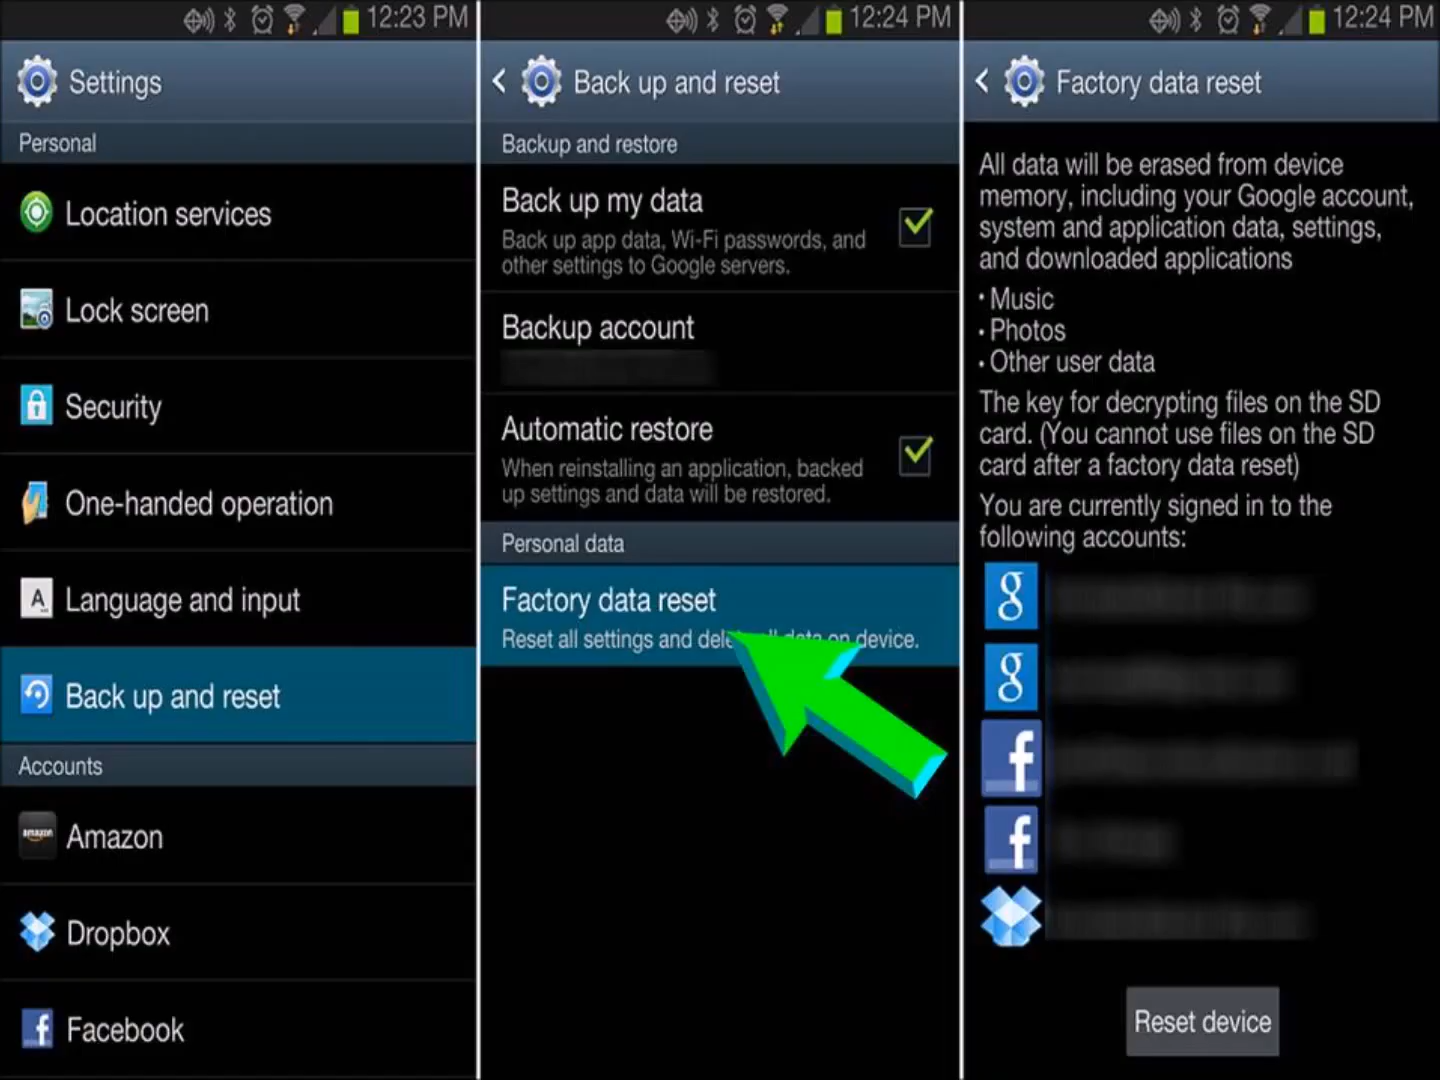 12:23 PM
Settings
Personal
Location services
Lock screen
Security
One-handed operation
A Language and input
Back up and reset
Accounts
amazon Amazon
Dropbox
f Facebook
12:24 PM
Back up and reset
Backup and restore
Back up my data
Back up app data, Wi-Fi passwords, and
other settings to Google servers.
Backup account
Automatic restore
When reinstalling an application, backed
up settings and data will be restored.
Personal data
Factory data reset
Reset all settings and delete all data on device.
12:24 PM
Factory data reset
All data will be erased from device
memory, including your Google account,
system and application data, settings,
and downloaded applications
• Music
• Photos
• Other user data
The key for decrypting files on the SD
card. (You cannot use files on the SD
card after a factory data reset)
You are currently signed in to the
following accounts:
g
g
f
f
Reset device